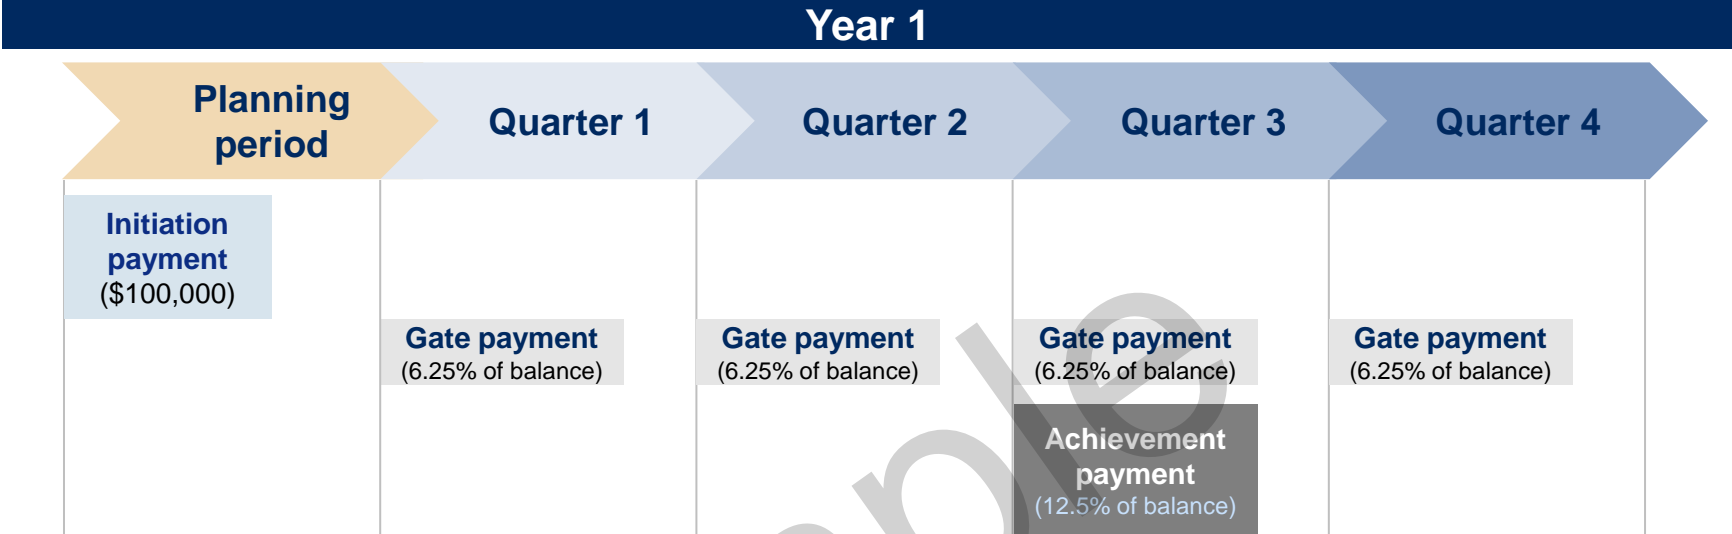 Year 1
Planning
period
Quarter 1
Quarter 2
Quarter 3
Quarter 4
Initiation
payment
($100,000)
Gate payment
(6.25% of balance)
Gate payment
(6.25% of balance)
Gate payment
(6.25% of balance)
Gate payment
(6.25% of balance)
Achievement
payment
(12.5% of balance)
ple